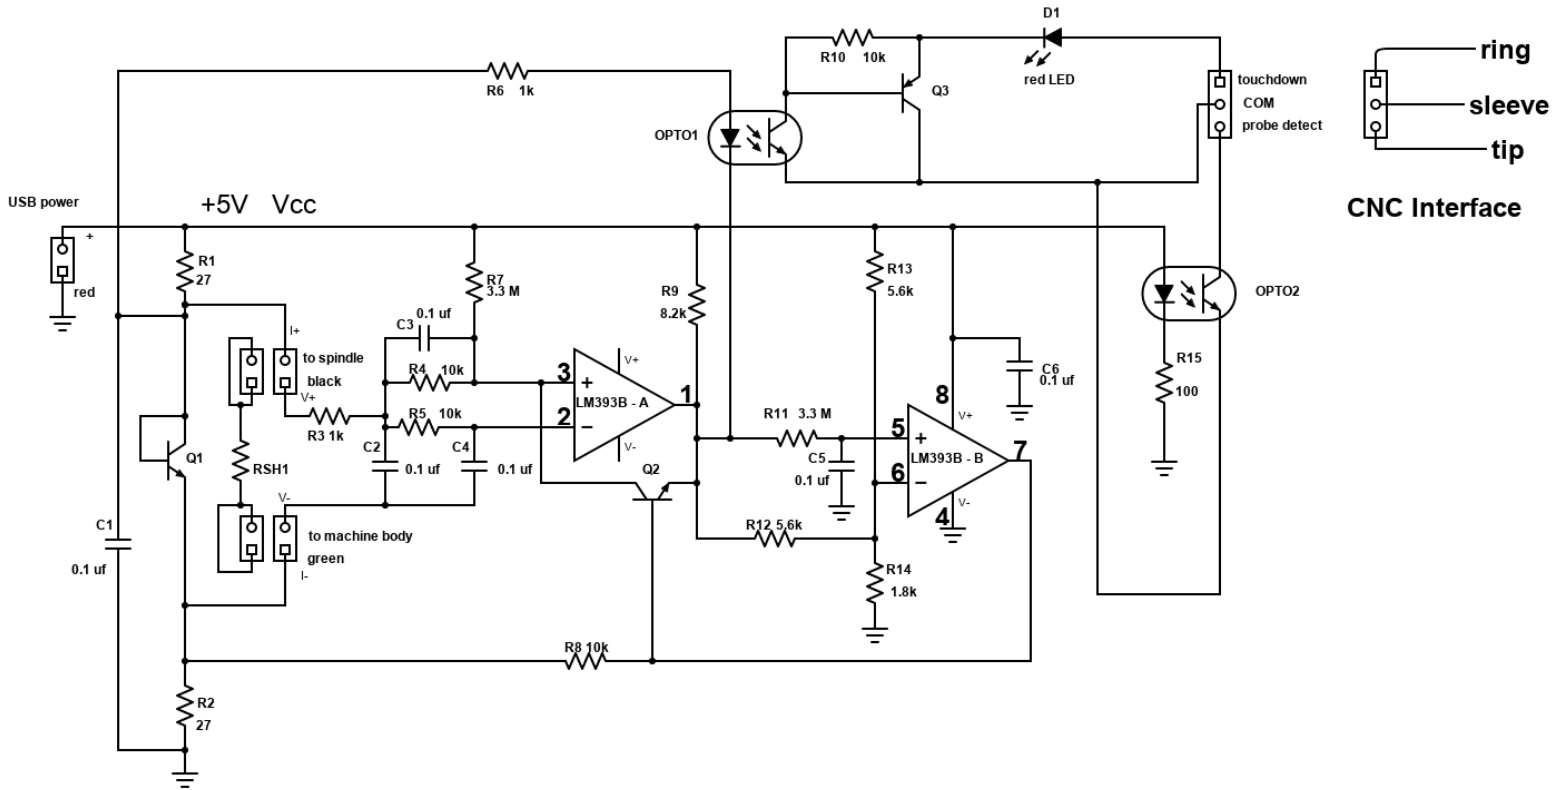 D1
R10 10k
red LED
Q3
ring
R6 1k
touchdown
COM
sleeve
OPTO1
probe detect
tip
USB power
+5V Vcc
CNC Interface
+
R1
27
R7
3.3 M
R13
5.6k
red
R9
8.2k
OPTO2
0.1 uf
C3
I+
to spindle
black
V+
R4 10k
3
+
V+
R15
100
C6
0.1 uf
8
V+
LM393B - A
1
R5 10k
2
−
R3 1k
R11 3.3 M
5
+
V-
C2
C4
0.1 uf
0.1 uf
Q1
RSH1
Q2
C5
0.1 uf
LM393B - B
7
6
−
V-
V-
4
C1
to machine body
green
I-
R12 5.6k
0.1 uf
R14
1.8k
R8 10k
R2
27